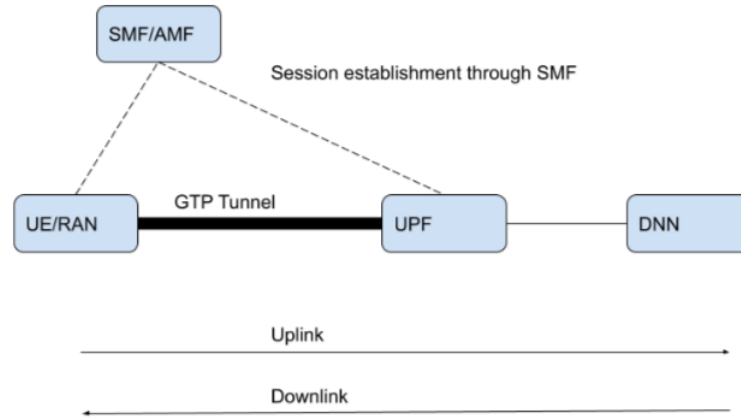 SMF/AMF
Session establishment through SMF
GTP Tunnel
UE/RAN
UPF
DNN
Uplink
Downlink